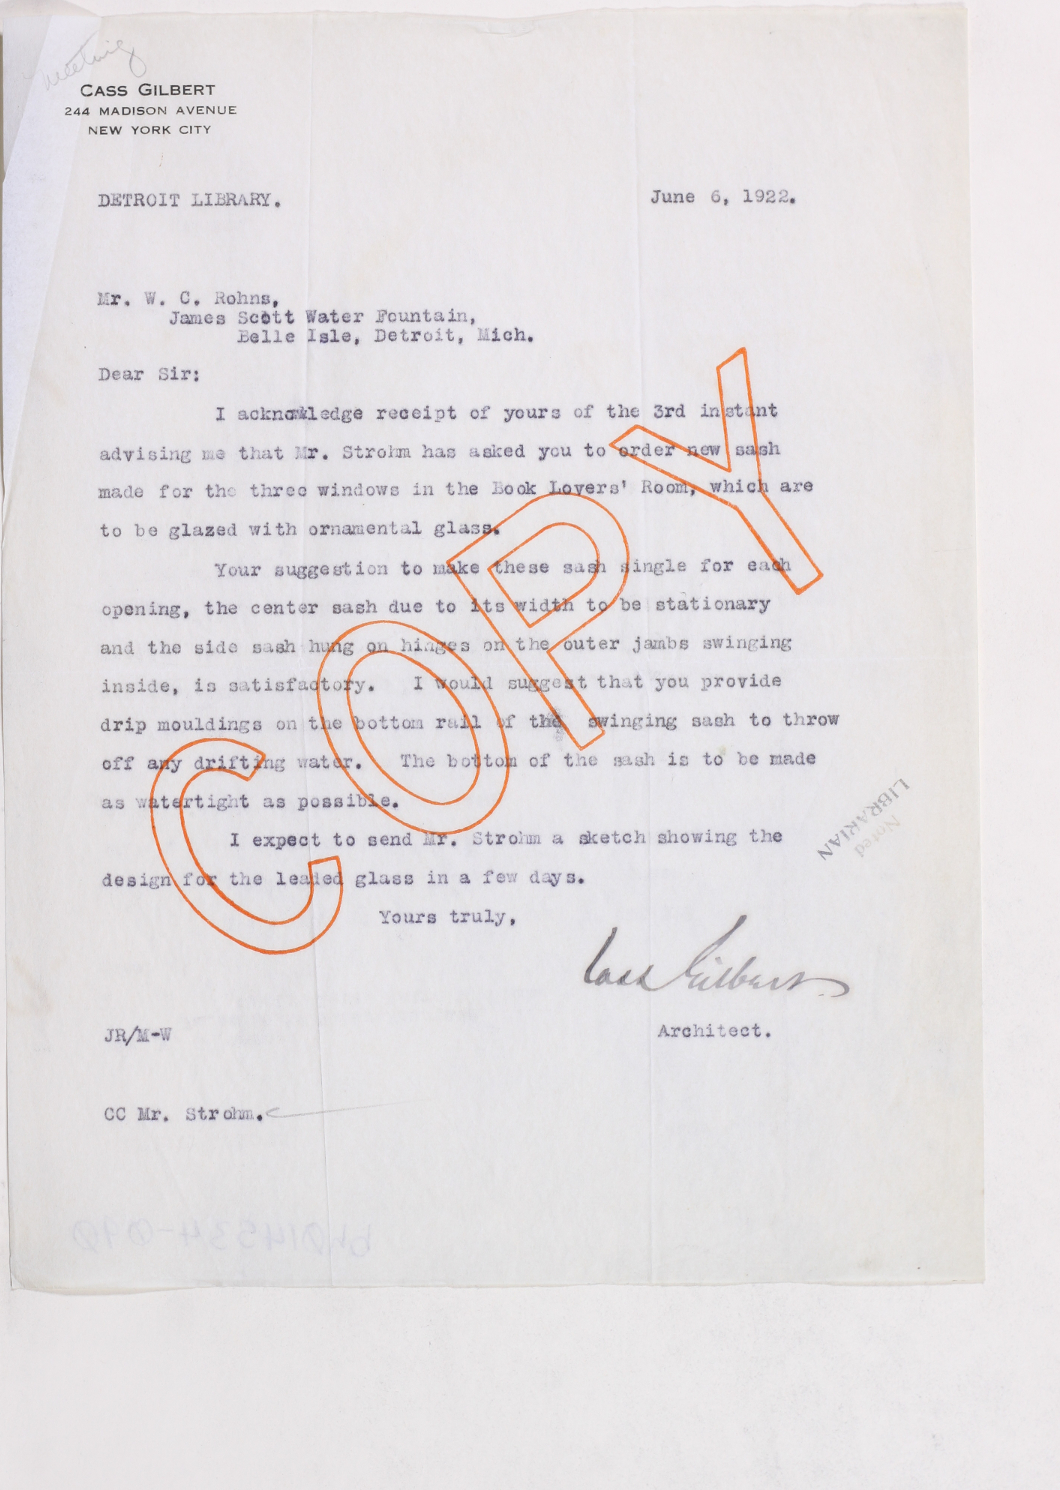 meeting
CASS GILBERT
244 MADISON AVENUE
NEW YORK CITY
DETROIT LIBRARY.
June 6, 1922.
Mr. W. C. Rohns,
James Scott Water Fountain,
Belle Isle, Detroit, Mich.
Dear Sir:
I acknowledge receipt of yours of the 3rd instant
advising me that Mr. Strohm has asked you to order new sash
made for the three windows in the Book Lovers' Room, which are
to be glazed with ornamental glass.
Your suggestion to make these sash single for each
opening, the center sash due to its width to be stationary
and the side sash hung on hinges on the outer jambs swinging
inside, is satisfactory. I would suggest that you provide
drip mouldings on the bottom rail of the swinging sash to throw
off any drifting water. The bottom of the sash is to be made
as watertight as possible.
I expect to send Mr. Strohm a sketch showing the
design for the leaded glass in a few days.
Yours truly,
Cass Gilbert
Architect.
JR/M-W
CC Mr. Strohm.
COPY
Noted
LIBRARIAN